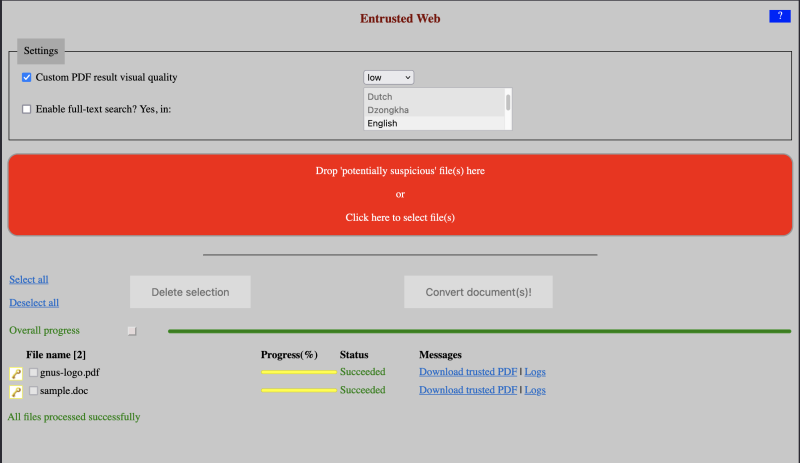 Entrusted Web
?
Settings
Custom PDF result visual quality
low
Enable full-text search? Yes, in:
Dutch
Dzongkha
English
Drop 'potentially suspicious' file(s) here
or
Click here to select file(s)
Select all
Deselect all
Delete selection
Convert document(s)!
Overall progress
File name [2] Progress(%) Status Messages
gnus-logo.pdf Succeeded Download trusted PDF | Logs
sample.doc Succeeded Download trusted PDF | Logs
All files processed successfully